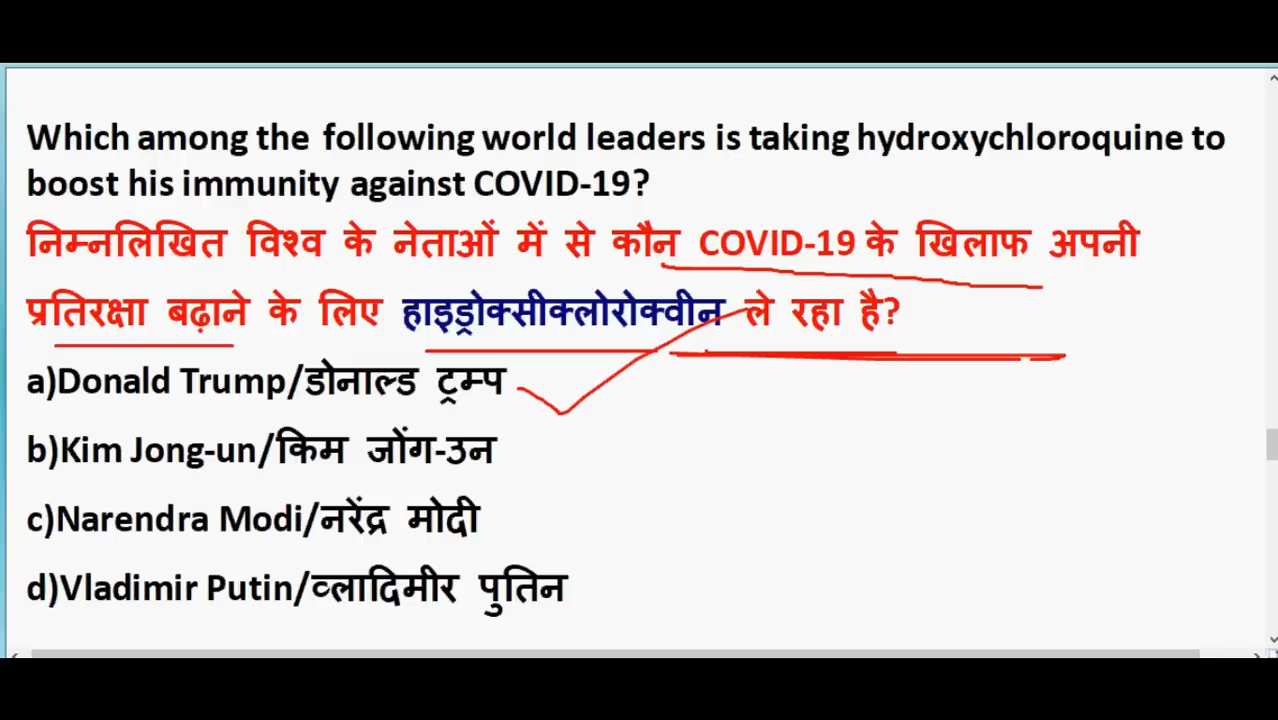 Which among the following world leaders is taking hydroxychloroquine to
boost his immunity against COVID-19?
निम्नलिखित विश्व के नेताओं में से कौन COVID-19 के खिलाफ अपनी
प्रतिरक्षा बढ़ाने के लिए हाइड्रोक्सीक्लोरोक्वीन ले रहा है?
a)Donald Trump/डोनाल्ड ट्रम्प
b)Kim Jong-un/किम जोंग-उन
c)Narendra Modi/नरेंद्र मोदी
d)Vladimir Putin/व्लादिमीर पुतिन